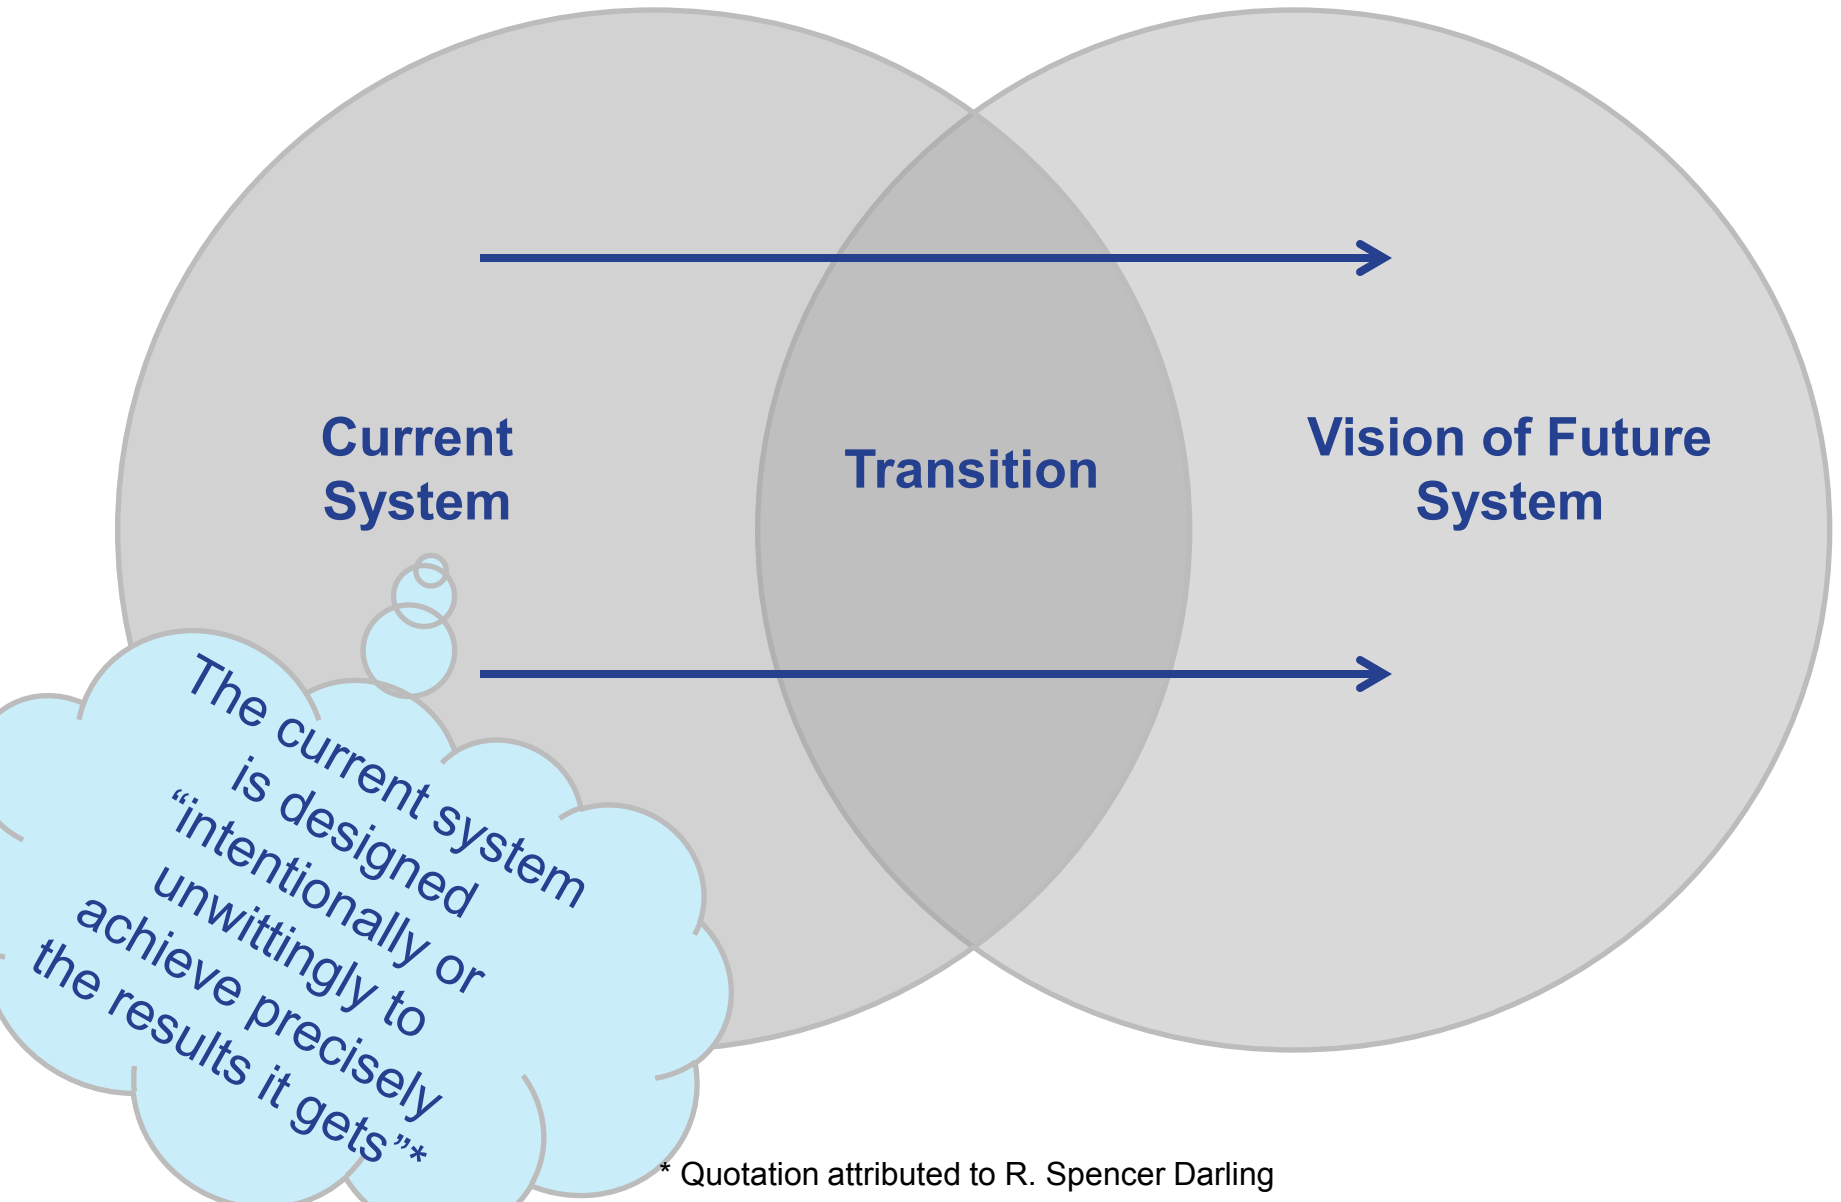 Current
System
Transition
Vision of Future
System
The current system
is designed
“intentionally or
unwittingly to
achieve precisely
the results it gets”*
* Quotation attributed to R. Spencer Darling